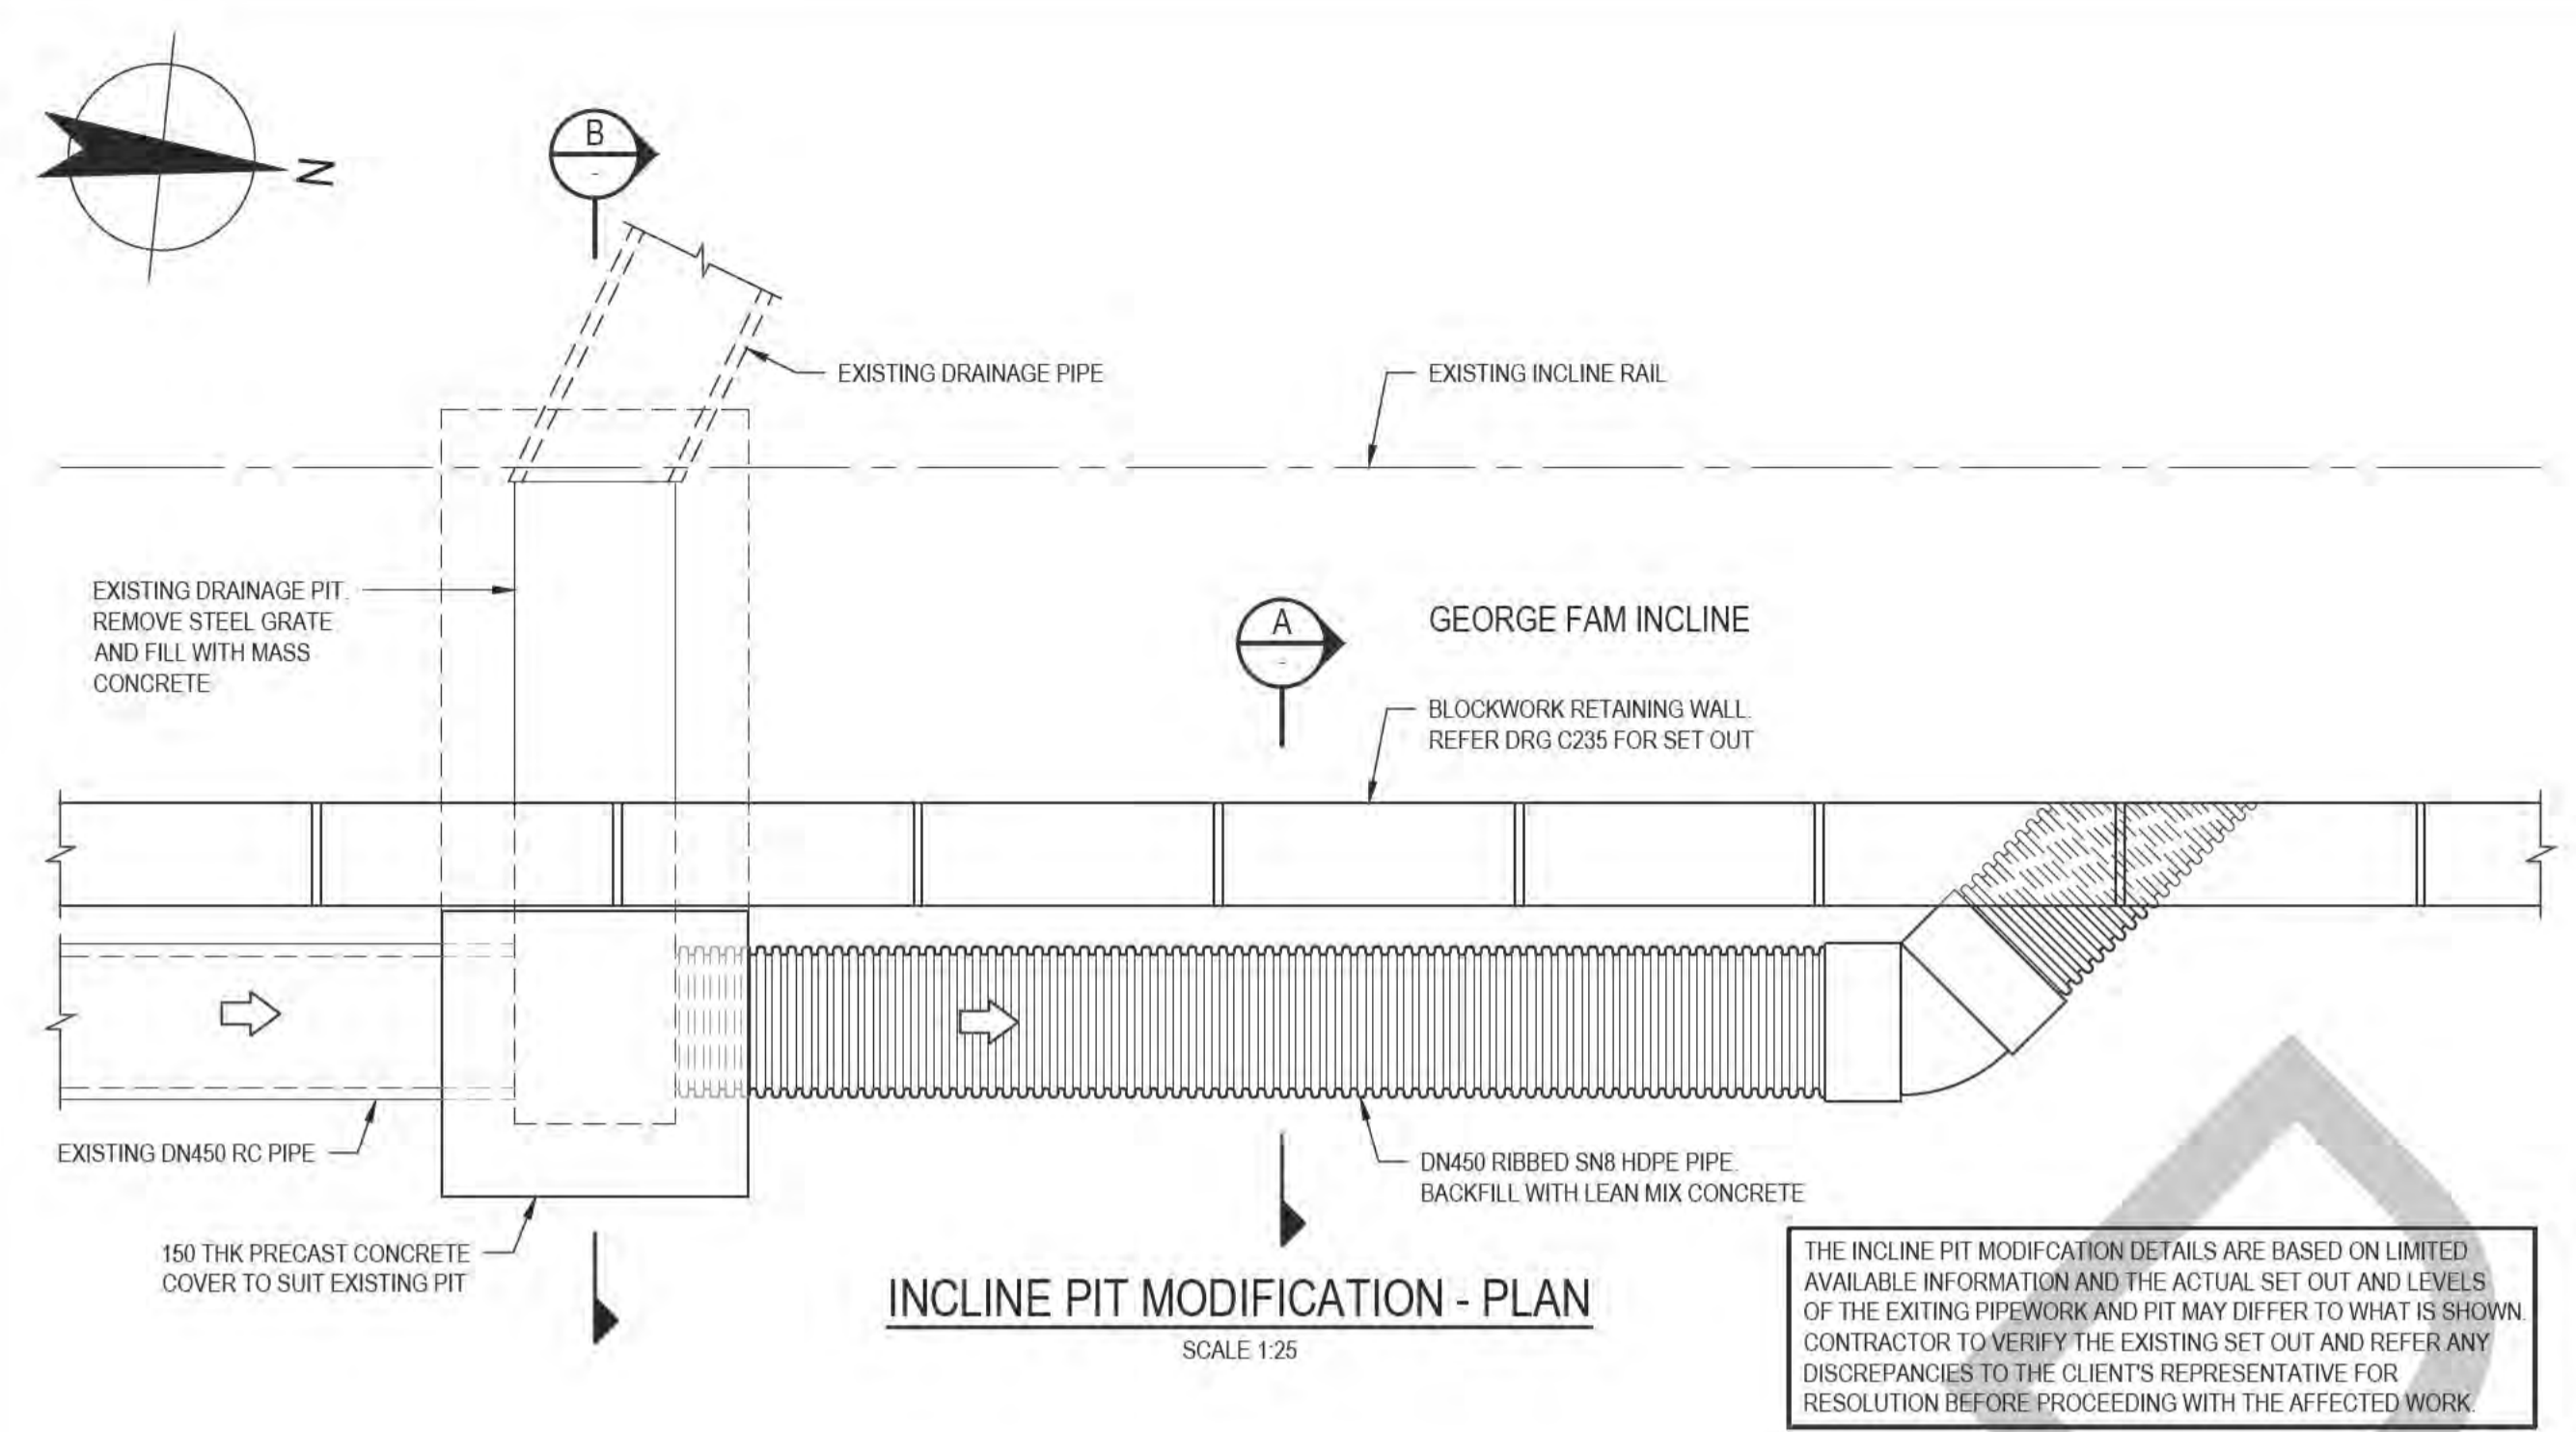 N
B
-
EXISTING DRAINAGE PIPE
EXISTING INCLINE RAIL
EXISTING DRAINAGE PIT.
REMOVE STEEL GRATE
AND FILL WITH MASS
CONCRETE
A
-
GEORGE FAM INCLINE
BLOCKWORK RETAINING WALL.
REFER DRG C235 FOR SET OUT
EXISTING DN450 RC PIPE
DN450 RIBBED SN8 HDPE PIPE.
BACKFILL WITH LEAN MIX CONCRETE
150 THK PRECAST CONCRETE
COVER TO SUIT EXISTING PIT
INCLINE PIT MODIFICATION - PLAN
SCALE 1:25
THE INCLINE PIT MODIFCATION DETAILS ARE BASED ON LIMITED
AVAILABLE INFORMATION AND THE ACTUAL SET OUT AND LEVELS
OF THE EXITING PIPEWORK AND PIT MAY DIFFER TO WHAT IS SHOWN.
CONTRACTOR TO VERIFY THE EXISTING SET OUT AND REFER ANY
DISCREPANCIES TO THE CLIENT'S REPRESENTATIVE FOR
RESOLUTION BEFORE PROCEEDING WITH THE AFFECTED WORK.